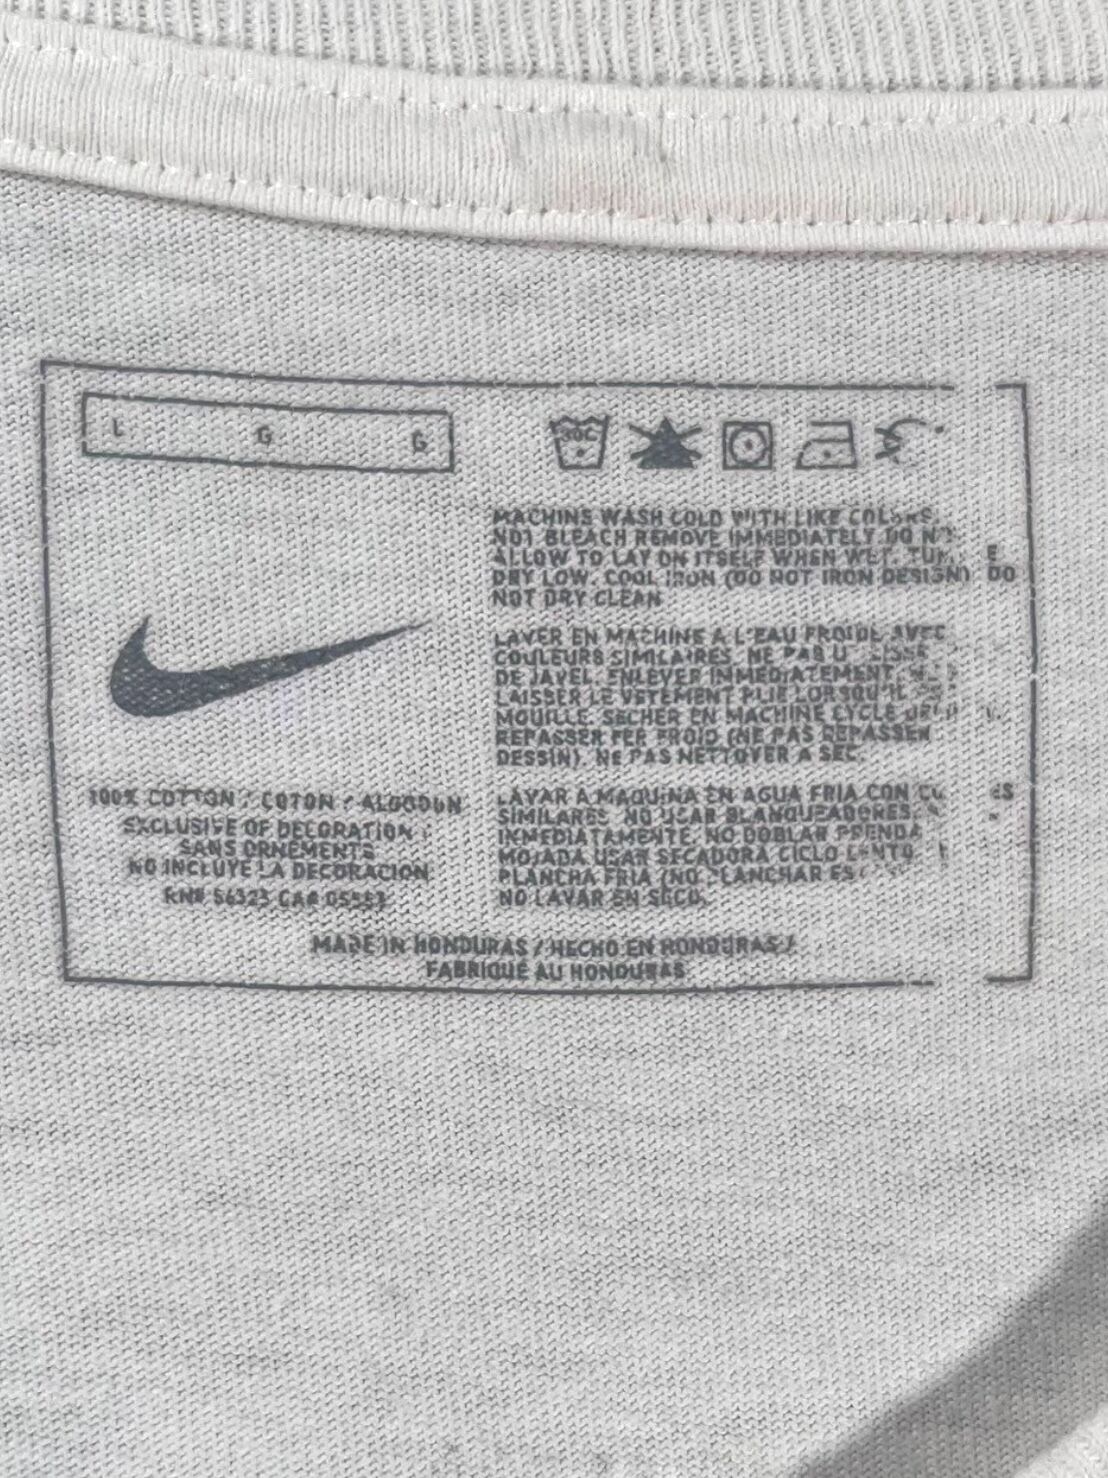 L G G
30C
MACHINE WASH COLD WITH LIKE COLORS.
NOT BLEACH REMOVE IMMEDIATELY DO
ALLOW TO LAY ON ITSELF WHEN WET.
DRY LOW. COOL IRON (DO NOT IRON DESIGN) DO
NOT DRY CLEAN
LAVER EN MACHINE A L'EAU FROIDE AVEC
COULEURS SIMILAIRES. NE PAS
DE JAVEL. ENLEVER IMMEDIATEMENT.
LAISSER LE VETEMENT PLIE LORSQU'IL
MOUILLE. SECHER EN MACHINE CYCLE
REPASSER FER FROID (NE PAS REPASSER
DESSIN). NE PAS NETTOYER A SEC.
LAVAR A MAQUINA EN AGUA FRIA CON
SIMILARES. NO USAR BLANQUEADORES.
INMEDIATAMENTE. NO DOBLAR PRENDA
MOJADA USAR SECADORA CICLO
PLANCHA FRIA (NO PLANCHAR
NO LAVAR EN SECO.
100% COTTON / COTON / ALGODON
EXCLUSIVE OF DECORATION /
SANS ORNEMENTS
NO INCLUYE LA DECORACION
RN# 56323 CA# 05553
MADE IN HONDURAS / HECHO EN HONDURAS /
FABRIQUE AU HONDURAS